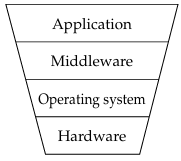 Application
Middleware
Operating system
Hardware